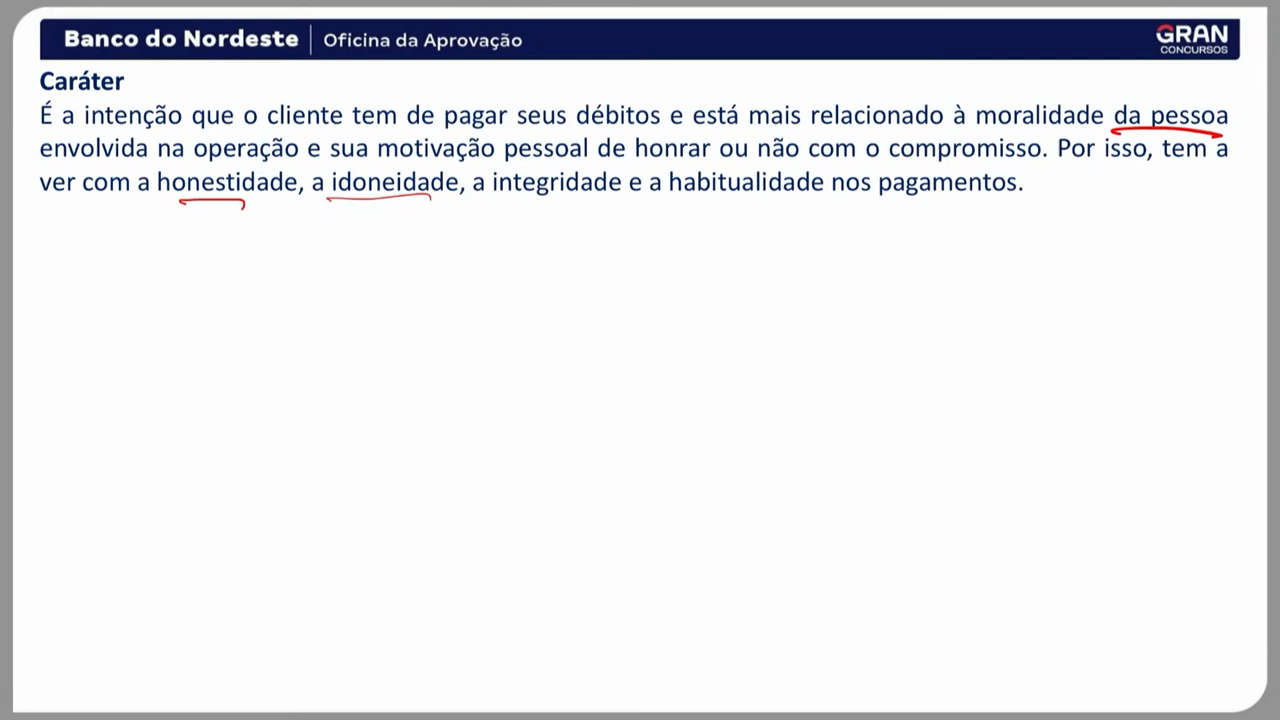 Banco do Nordeste | Oficina da Aprovação
GRAN
CONCURSOS
Caráter
É a intenção que o cliente tem de pagar seus débitos e está mais relacionado à moralidade da pessoa
envolvida na operação e sua motivação pessoal de honrar ou não com o compromisso. Por isso, tem a
ver com a honestidade, a idoneidade, a integridade e a habitualidade nos pagamentos.